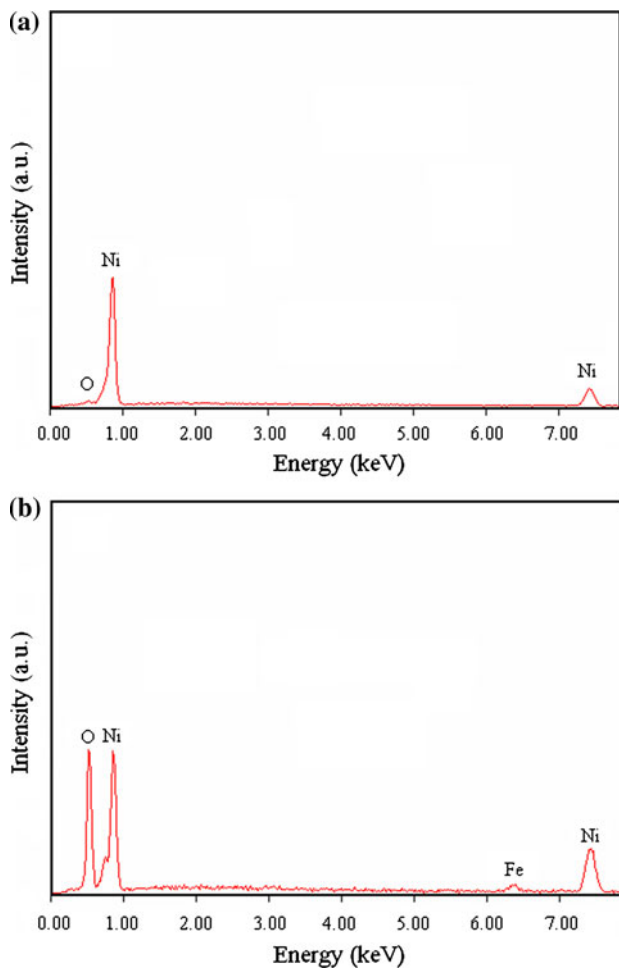 (a)
Intensity (a.u.)
Ni
O
Ni
0.00 1.00 2.00 3.00 4.00 5.00 6.00 7.00
Energy (keV)
(b)
Intensity (a.u.)
O Ni
Ni
Fe
0.00 1.00 2.00 3.00 4.00 5.00 6.00 7.00
Energy (keV)